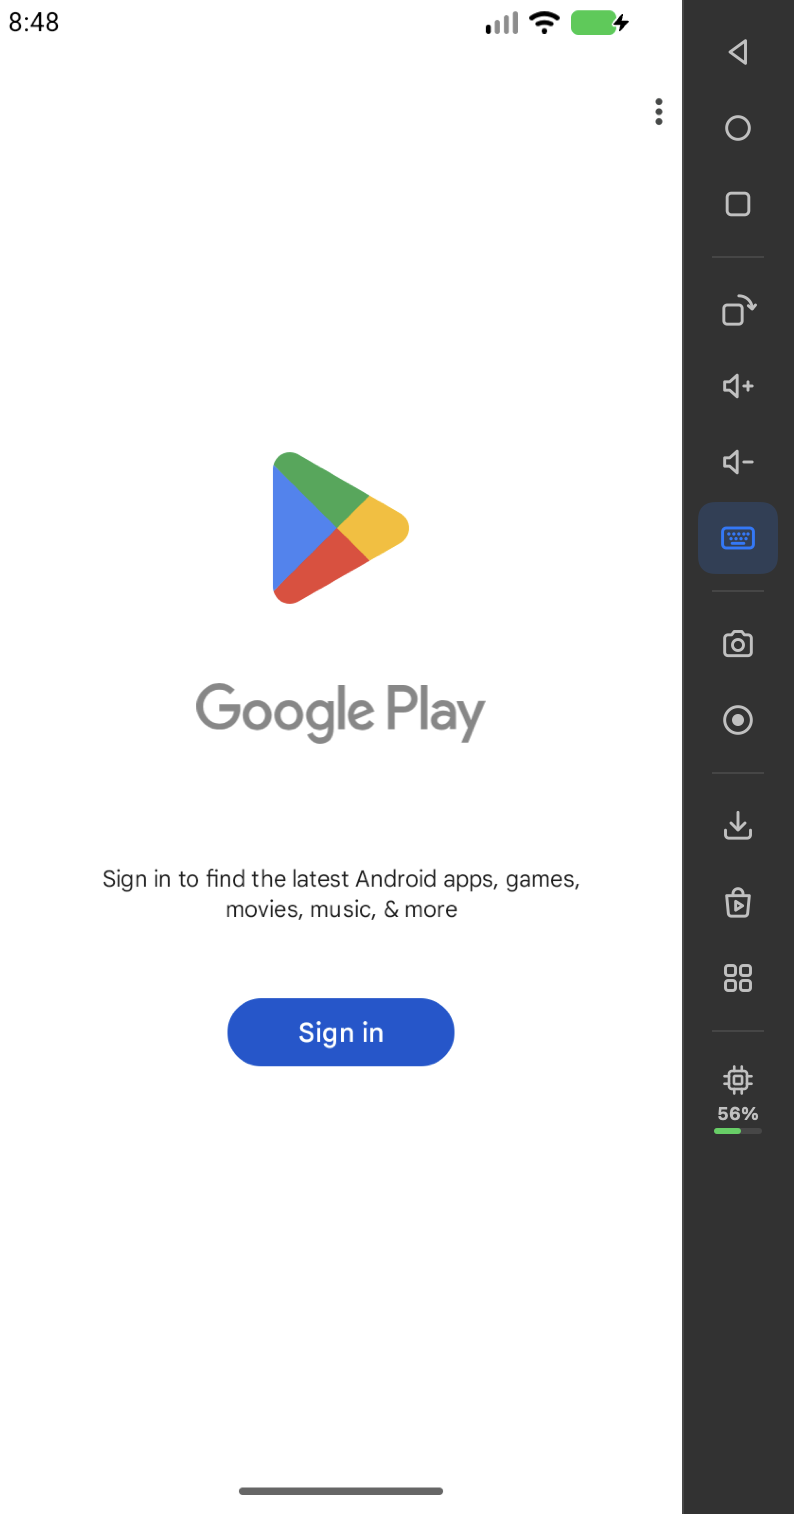 8:48
Google Play
Sign in to find the latest Android apps, games,
movies, music, & more
Sign in
56%